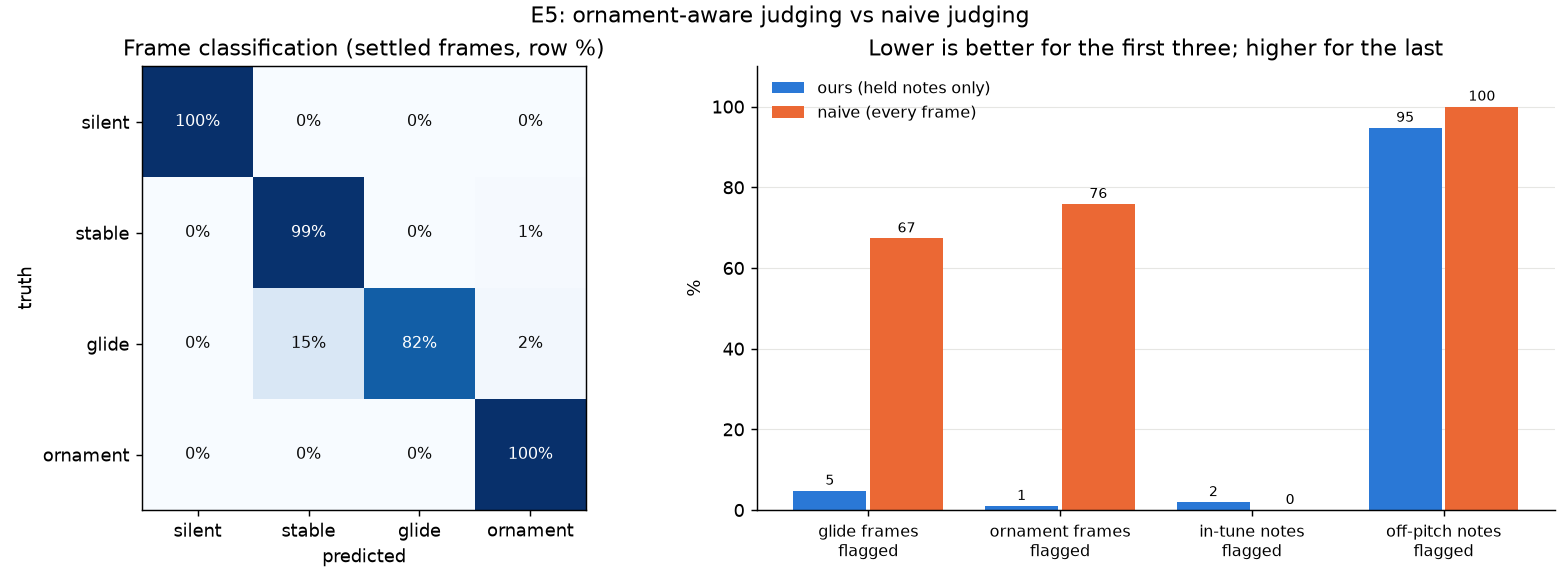 E5: ornament-aware judging vs naive judging
Frame classification (settled frames, row %)
silent
stable
glide
ornament
truth
100% 0% 0% 0%
0% 99% 0% 1%
0% 15% 82% 2%
0% 0% 0% 100%
silent stable glide ornament
predicted
Lower is better for the first three; higher for the last
ours (held notes only)
naive (every frame)
%
100
80
60
40
20
0
5 67
1 76
2 0
95 100
glide frames
flagged
ornament frames
flagged
in-tune notes
flagged
off-pitch notes
flagged